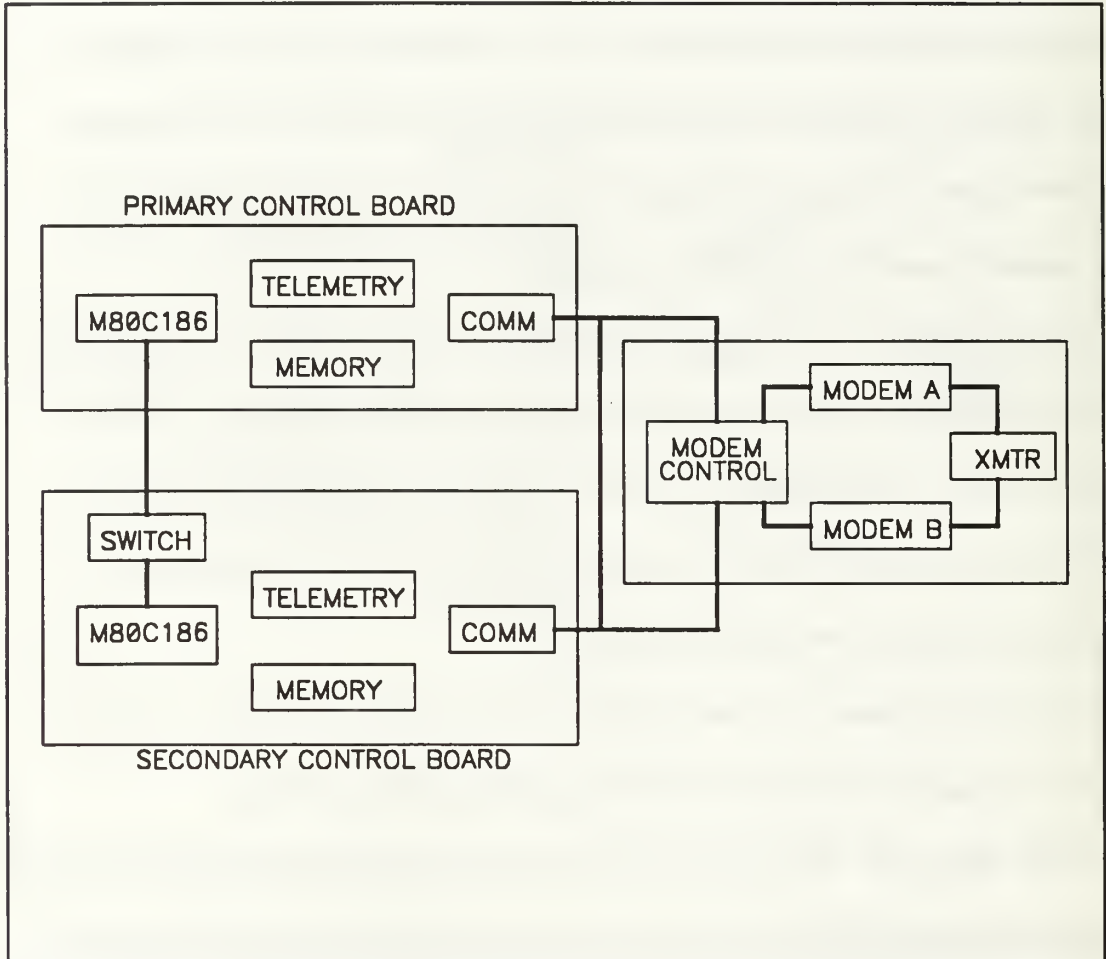 PRIMARY CONTROL BOARD
TELEMETRY
M80C186
COMM
MEMORY
MODEM A
MODEM
CONTROL
XMTR
MODEM B
SWITCH
TELEMETRY
M80C186
COMM
MEMORY
SECONDARY CONTROL BOARD